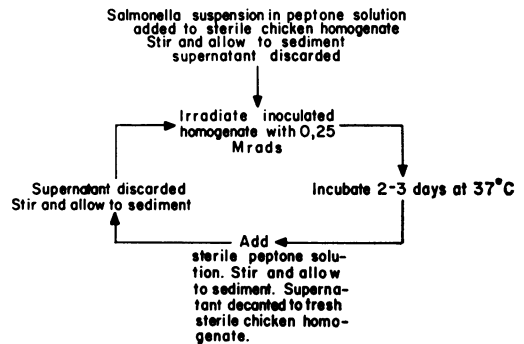 Salmonella suspension in peptone solution
added to sterile chicken homogenate
Stir and allow to sediment
supernatant discarded
Irradiate inoculated
homogenate with 0,25
Mrads
Incubate 2-3 days at 37°C
Add
sterile peptone solu-
tion. Stir and allow
to sediment. Superna-
tant decanted to fresh
sterile chicken homo-
genate.
Supernatant discarded
Stir and allow to sediment